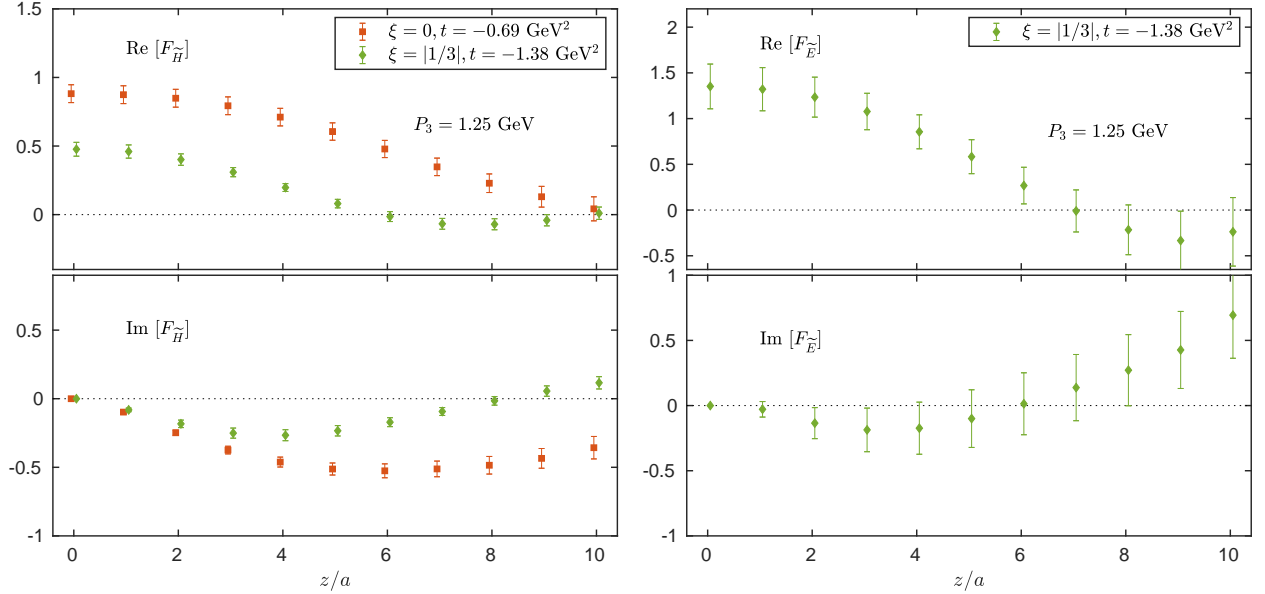 1.5
1
0.5
0
Re [F_H̃]
ξ = 0, t = −0.69 GeV²
ξ = |1/3|, t = −1.38 GeV²
P₃ = 1.25 GeV
0.5
0
-0.5
-1
Im [F_H̃]
0 2 4 6 8 10
z/a
2
1.5
1
0.5
0
-0.5
Re [F_Ẽ]
ξ = |1/3|, t = −1.38 GeV²
P₃ = 1.25 GeV
1
0.5
0
-0.5
-1
Im [F_Ẽ]
0 2 4 6 8 10
z/a